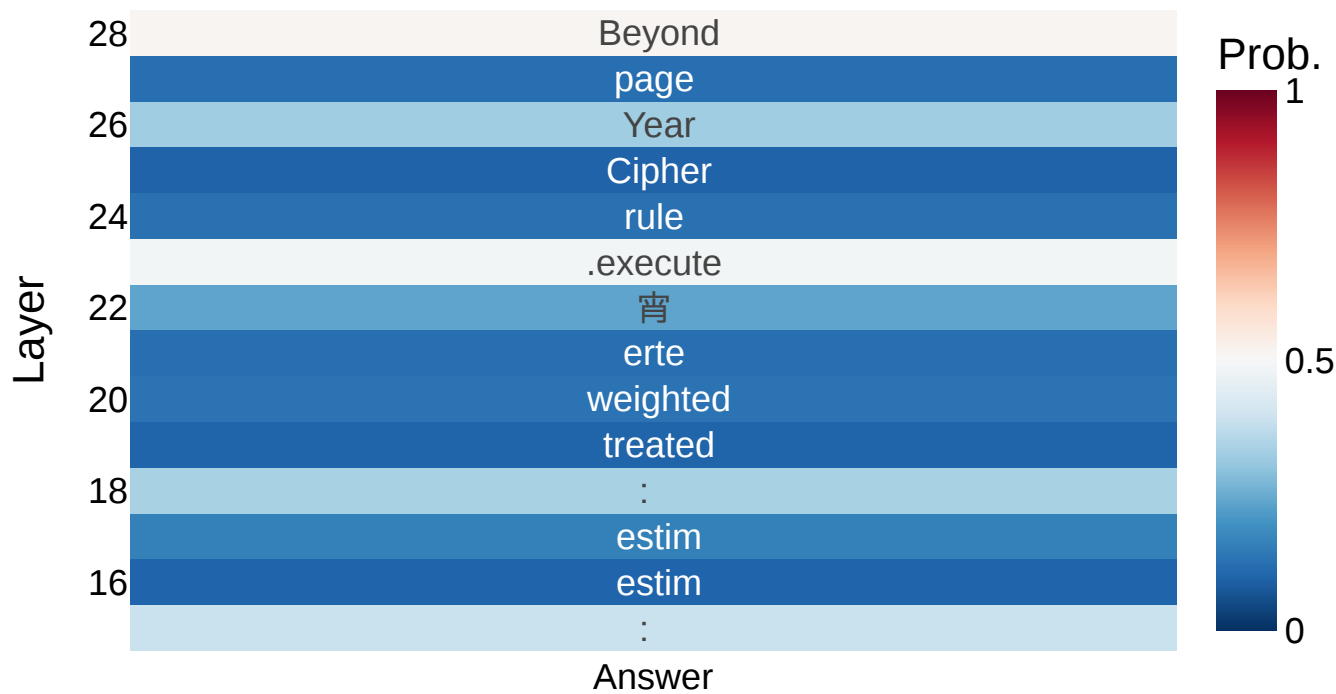 28 Beyond
page
Prob.
1
26 Year
Cipher
24 rule
.execute
Layer
22 宵
erte
0.5
20 weighted
treated
18 :
estim
16 estim
:
0
Answer